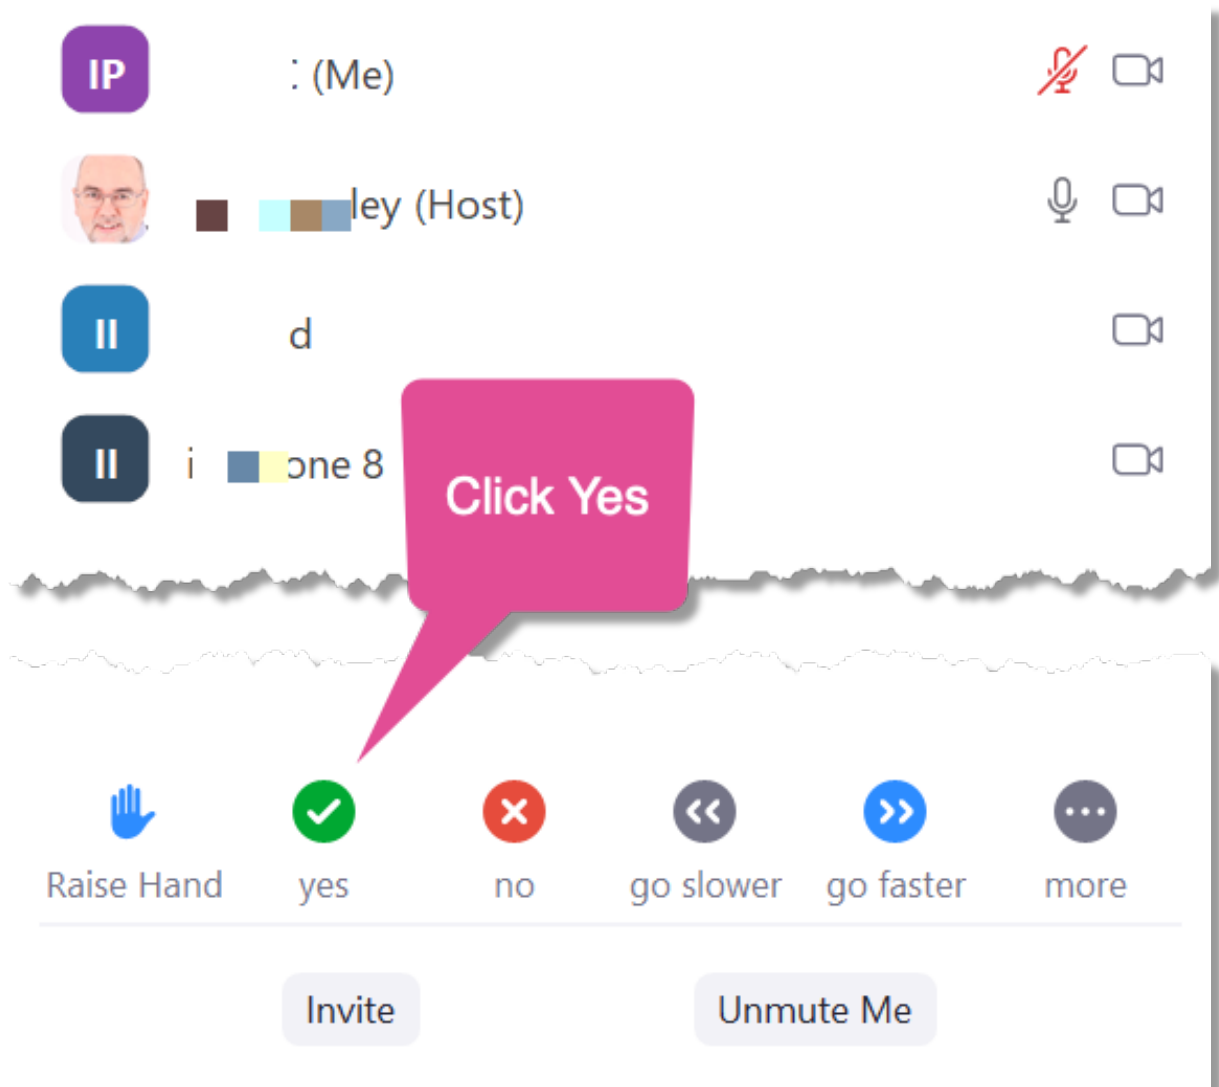 IP (Me)
ley (Host)
II d
II i one 8
Click Yes
Raise Hand yes no go slower go faster more
Invite Unmute Me